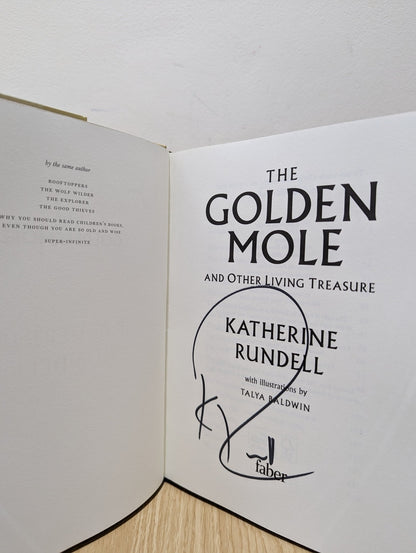 by the same author
ROOFTOPPERS
THE WOLF WILDER
THE EXPLORER
THE GOOD THIEVES
WHY YOU SHOULD READ CHILDREN'S BOOKS,
EVEN THOUGH YOU ARE SO OLD AND WISE
SUPER-INFINITE
THE
GOLDEN
MOLE
AND OTHER LIVING TREASURE
KATHERINE
RUNDELL
with illustrations by
TALYA BALDWIN
faber